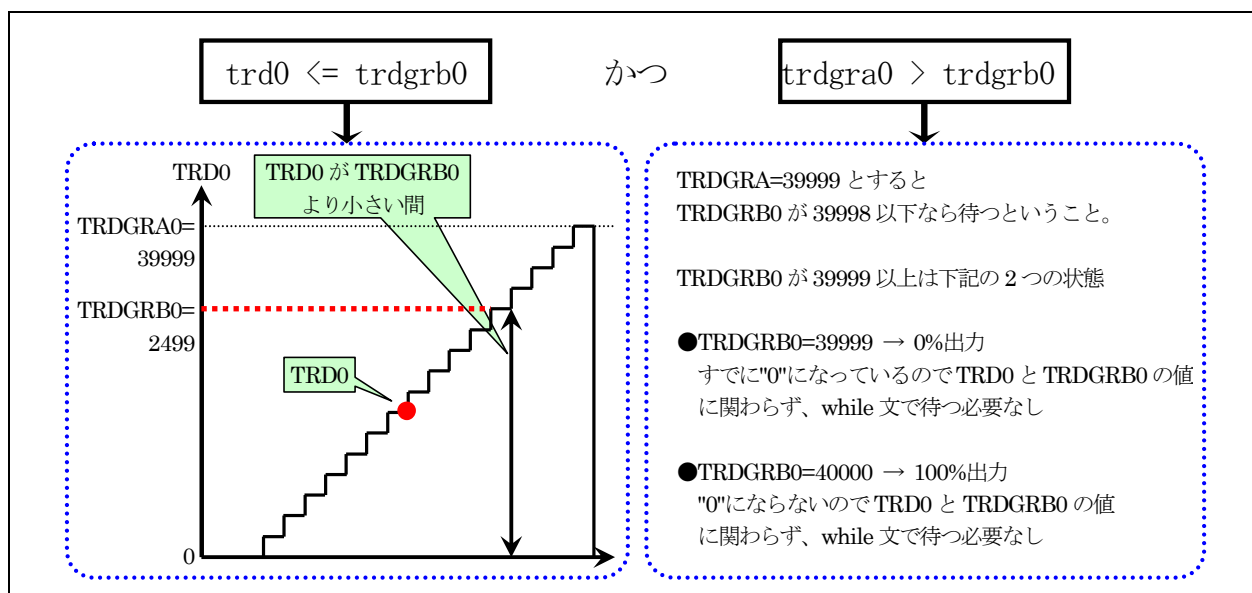 trd0 <= trdgrb0
かつ
trdgra0 > trdgrb0
TRD0
TRD0 が TRDGRB0
より小さい間
TRDGRA0=
39999
TRDGRB0=
2499
TRD0
0
TRDGRA=39999 とすると
TRDGRB0 が 39998 以下なら待つということ。
TRDGRB0 が 39999 以上は下記の 2 つの状態
●TRDGRB0=39999 → 0%出力
すでに"0"になっているので TRD0 と TRDGRB0 の値
に関わらず、while 文で待つ必要なし
●TRDGRB0=40000 → 100%出力
"0"にならないので TRD0 と TRDGRB0 の値
に関わらず、while 文で待つ必要なし